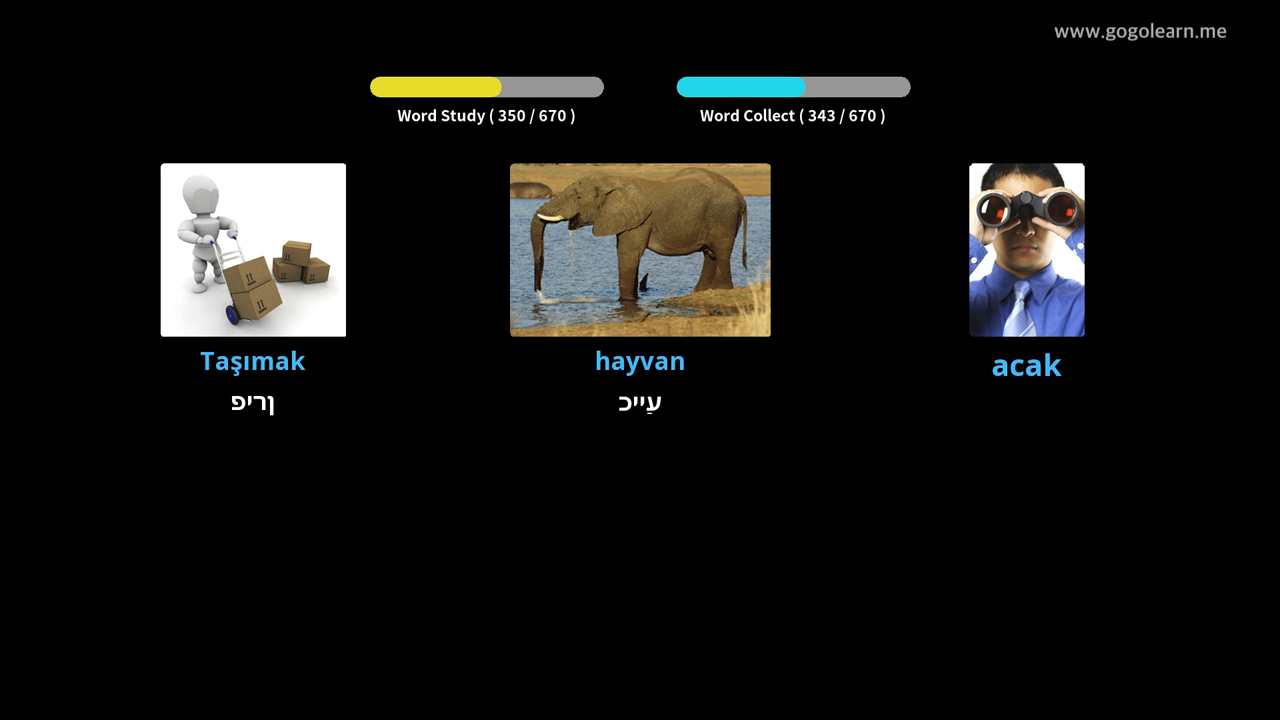 www.gogolearn.me
Word Study ( 350 / 670 )
Word Collect ( 343 / 670 )
Taşımak
hayvan
acak
ןריפ
עַייכ